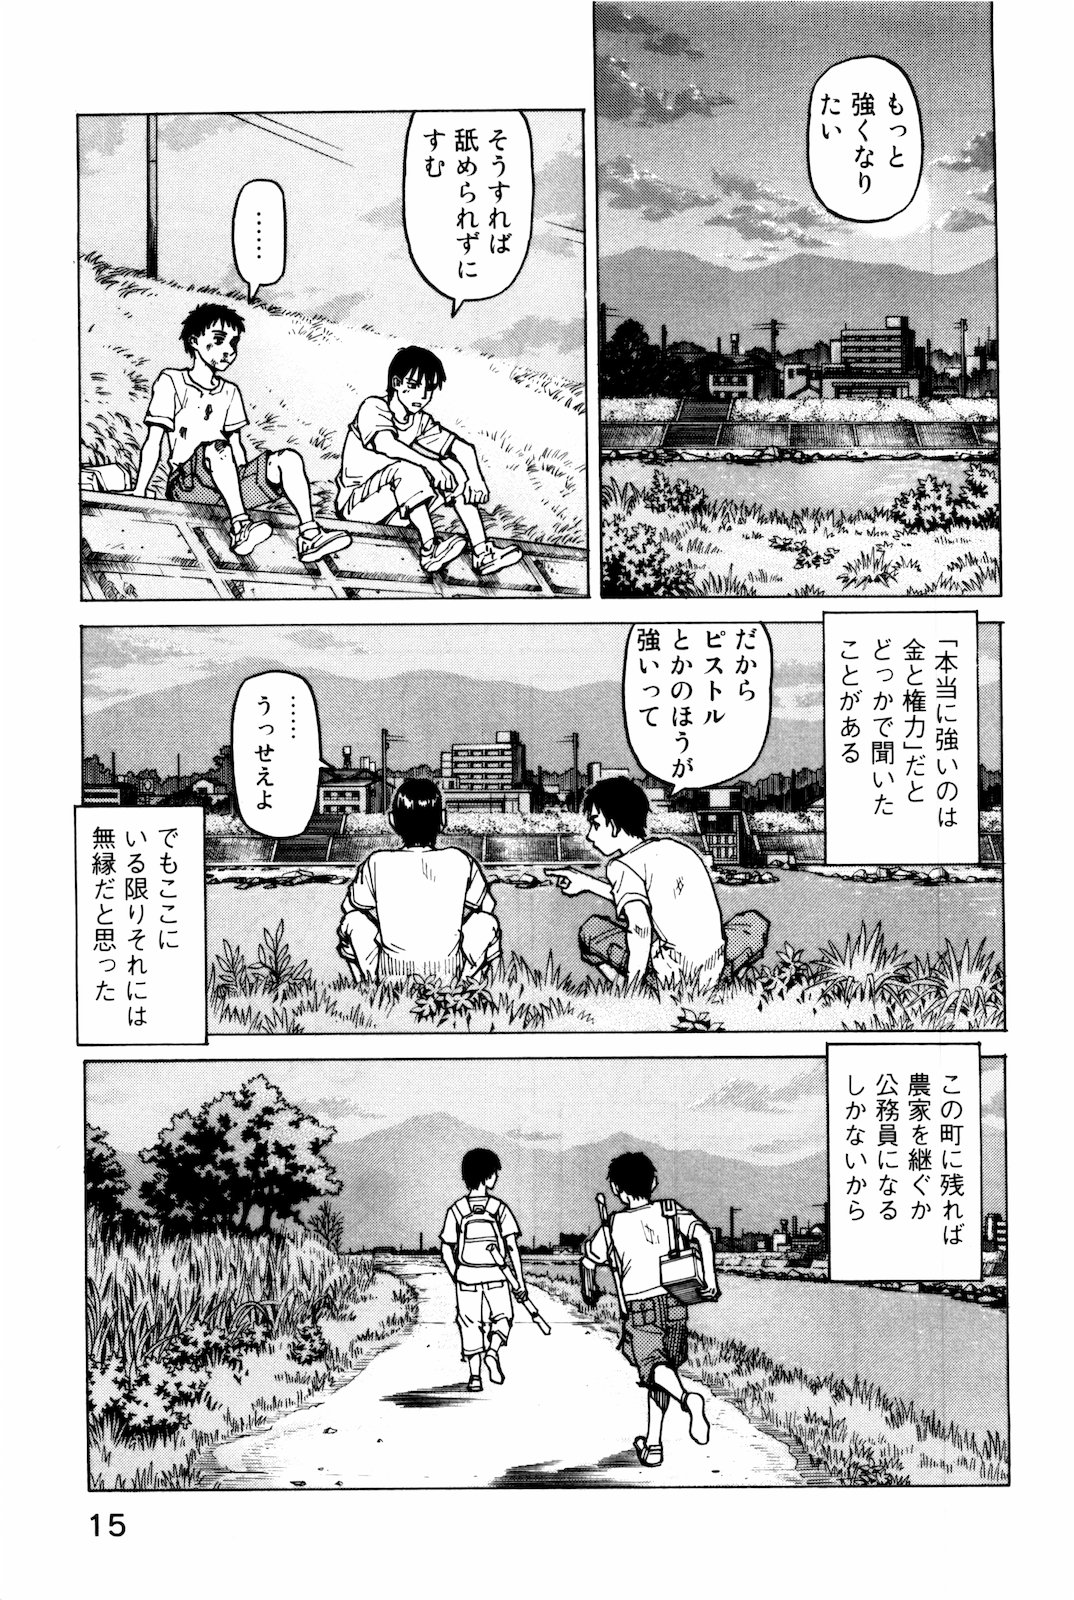 もっと
強くなり
たい
そうすれば
舐められずに
すむ
……
「本当に強いのは
金と権力」だと
どっかで聞いた
ことがある
だから
ピストル
とかのほうが
強いって
……
うっせえよ
でもここに
いる限りそれには
無縁だと思った
この町に残れば
農家を継ぐか
公務員になる
しかないから
15